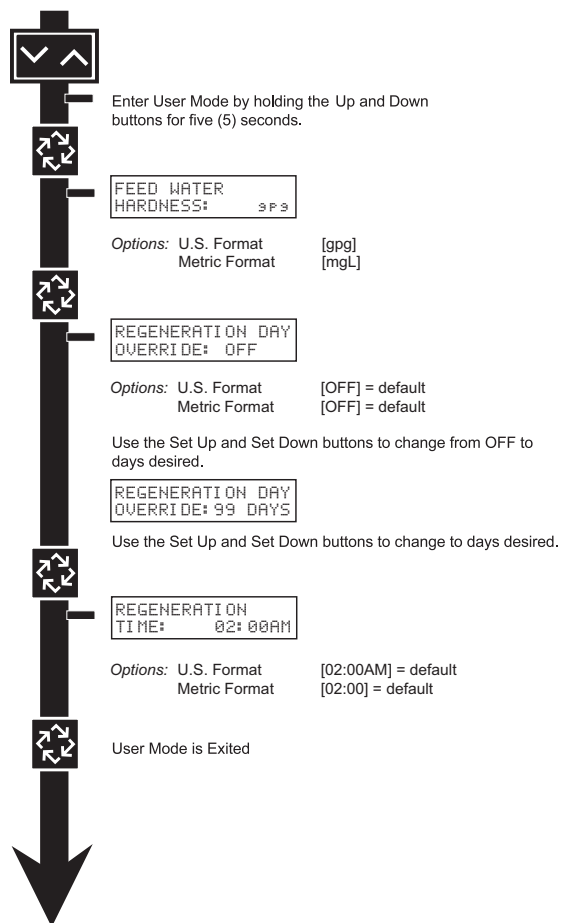 Enter User Mode by holding the Up and Down
buttons for five (5) seconds.
FEED WATER
HARDNESS: gpg
Options: U.S. Format [gpg]
Metric Format [mgL]
REGENERATION DAY
OVERRIDE: OFF
Options: U.S. Format [OFF] = default
Metric Format [OFF] = default
Use the Set Up and Set Down buttons to change from OFF to
days desired.
REGENERATION DAY
OVERRIDE: 99 DAYS
Use the Set Up and Set Down buttons to change to days desired.
REGENERATION
TIME: 02:00AM
Options: U.S. Format [02:00AM] = default
Metric Format [02:00] = default
User Mode is Exited